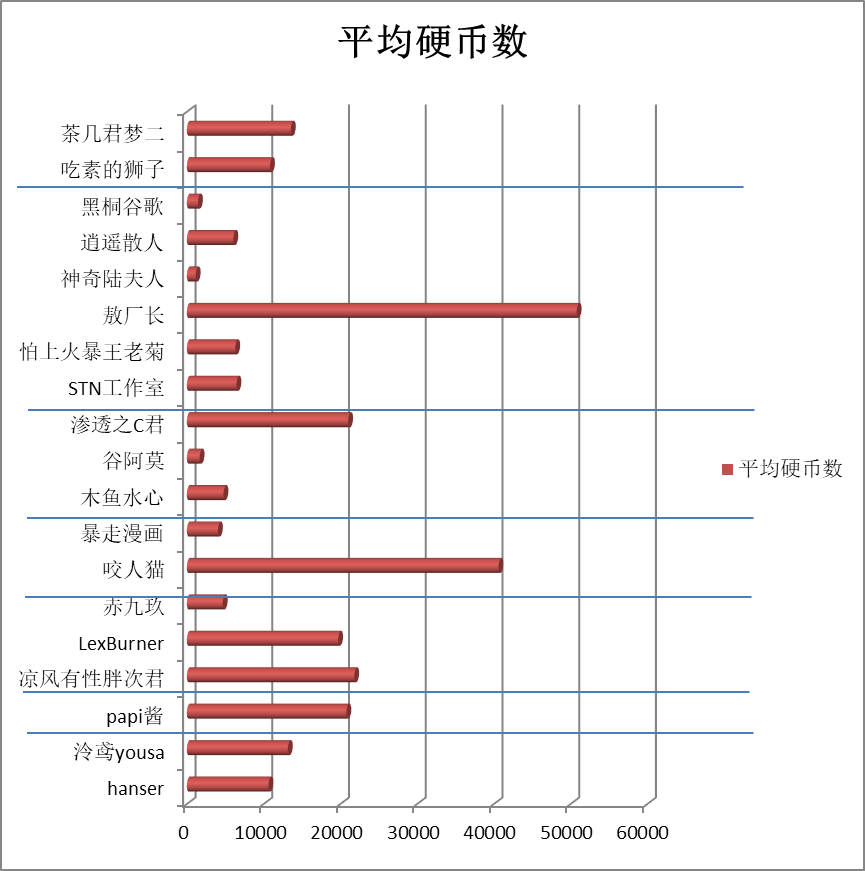 平均硬币数
茶几君梦二
吃素的狮子
黑桐谷歌
逍遥散人
神奇陆夫人
敖厂长
怕上火暴王老菊
STN工作室
渗透之C君
谷阿莫
木鱼水心
暴走漫画
咬人猫
赤九玖
LexBurner
凉风有性胖次君
papi酱
泠鸢yousa
hanser
0 10000 20000 30000 40000 50000 60000
平均硬币数